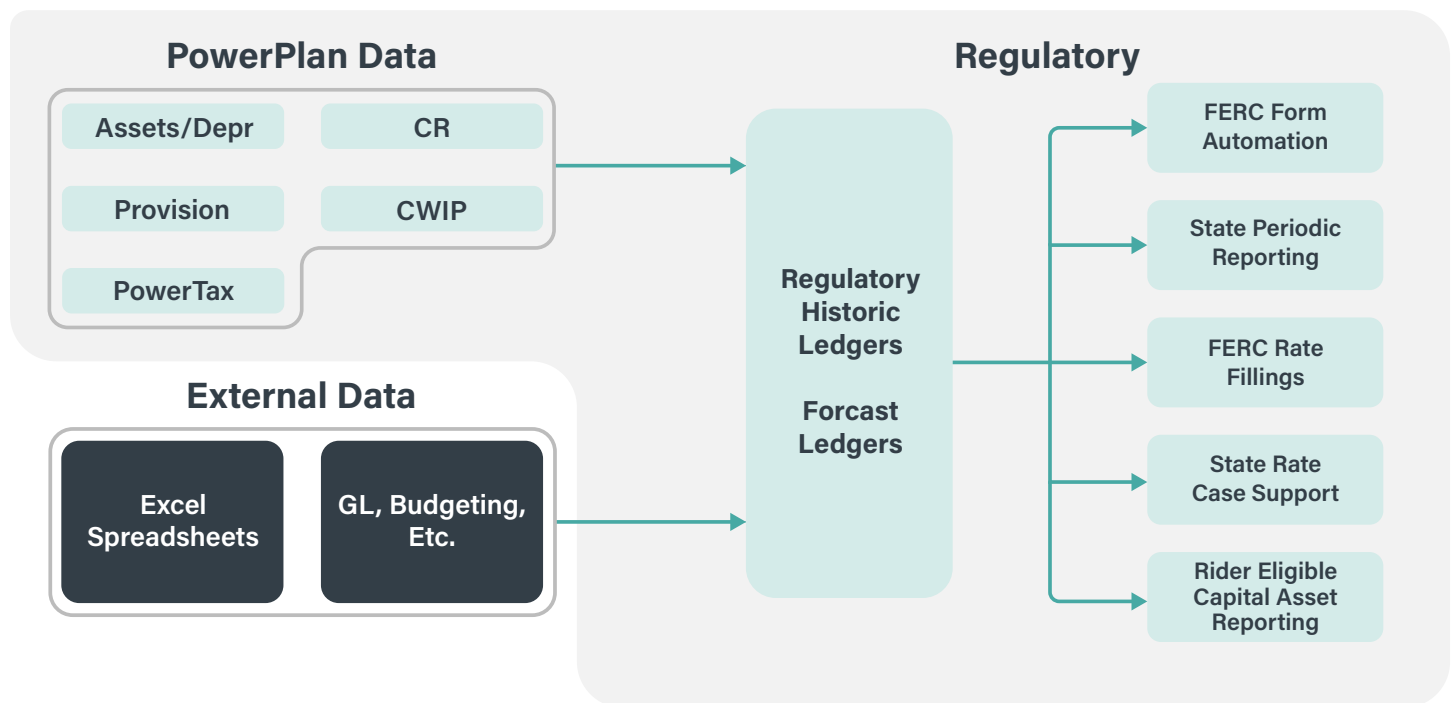 PowerPlan Data
Assets/Depr
CR
Provision
CWIP
PowerTax
External Data
Excel
Spreadsheets
GL, Budgeting,
Etc.
Regulatory
Historic
Ledgers
Forcast
Ledgers
Regulatory
FERC Form
Automation
State Periodic
Reporting
FERC Rate
Fillings
State Rate
Case Support
Rider Eligible
Capital Asset
Reporting